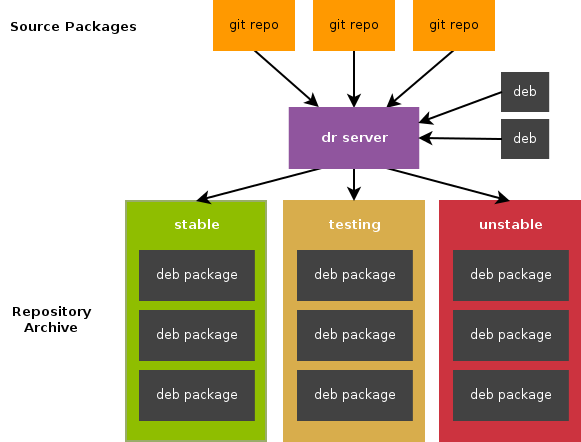 Source Packages
git repo
git repo
git repo
deb
deb
dr server
stable
testing
unstable
deb package
deb package
deb package
Repository
Archive
deb package
deb package
deb package
deb package
deb package
deb package